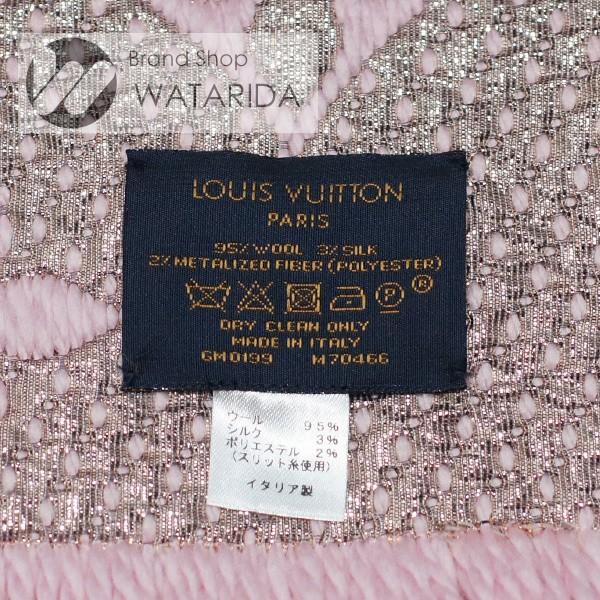 Brand Shop
WATARIDA
LOUIS VUITTON
PARIS
95% WOOL 3% SILK
2% METALIZED FIBER (POLYESTER)
P ®
DRY CLEAN ONLY
MADE IN ITALY
GM0199 M70466
ウール 95%
シルク 3%
ポリエステル 2%
(スリット糸使用)
イタリア製